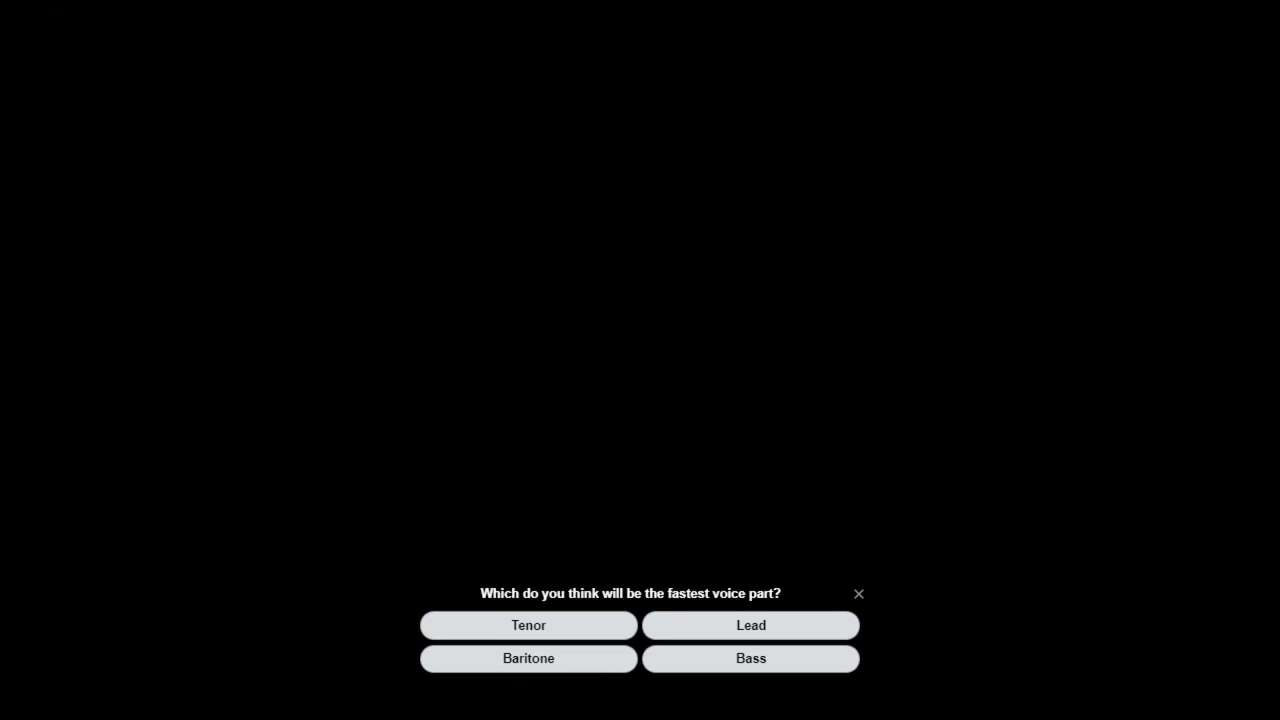 Which do you think will be the fastest voice part?
Tenor
Lead
Baritone
Bass